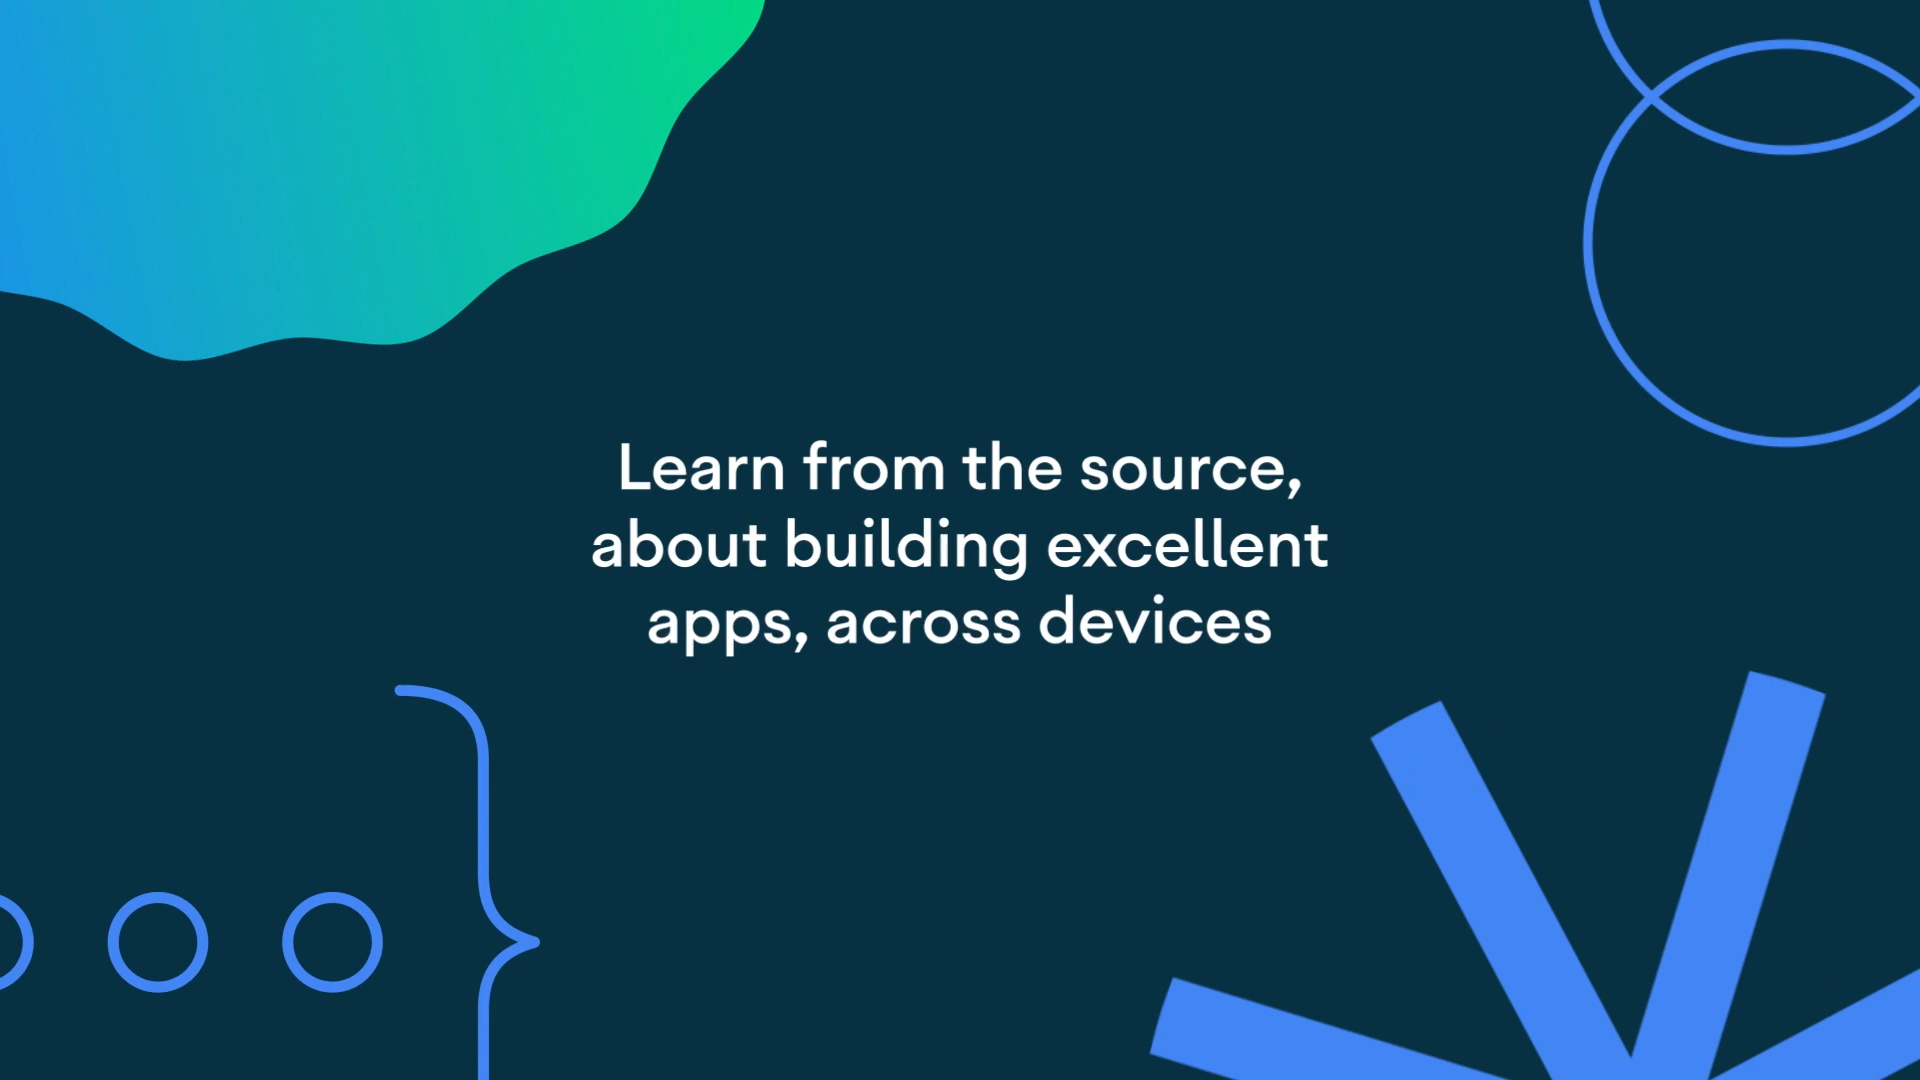 Learn from the source,
about building excellent
apps, across devices